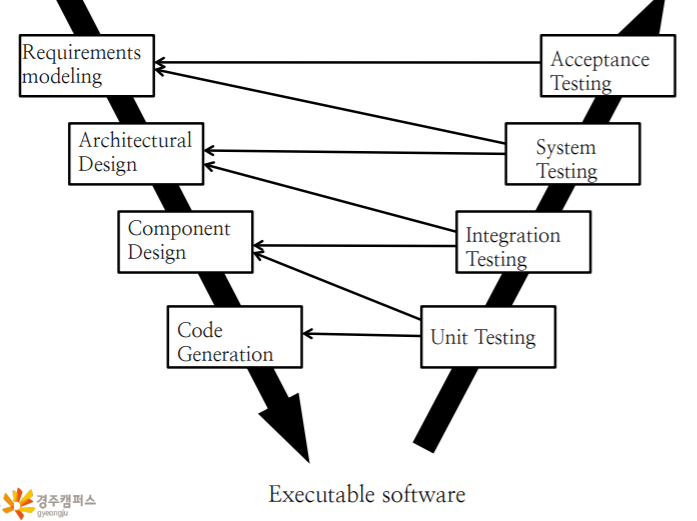 Requirements
modeling
Acceptance
Testing
Architectural
Design
System
Testing
Component
Design
Integration
Testing
Code
Generation
Unit Testing
Executable software
경주캠퍼스
gyeongju